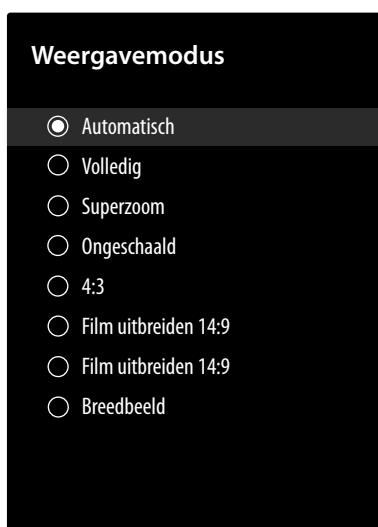 Weergavemodus
Automatisch
Volledig
Superzoom
Ongeschaald
4:3
Film uitbreiden 14:9
Film uitbreiden 14:9
Breedbeeld